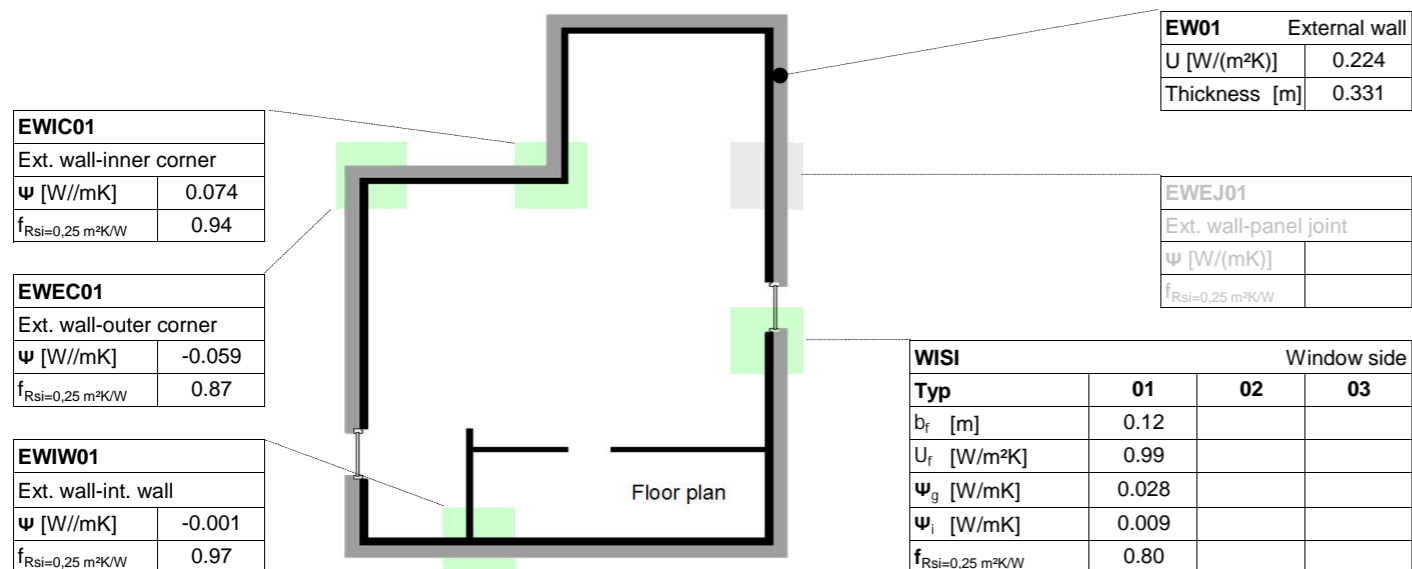 EW01 External wall
U [W/(m²K)] 0.224
Thickness [m] 0.331
EWIC01
Ext. wall-inner corner
Ψ [W//mK] 0.074
fRsi=0,25 m²K/W 0.94
EWEJ01
Ext. wall-panel joint
Ψ [W/(mK)]
fRsi=0,25 m²K/W
EWEC01
Ext. wall-outer corner
Ψ [W//mK] -0.059
fRsi=0,25 m²K/W 0.87
WISI Window side
Typ 01 02 03
bf [m] 0.12
Uf [W/m²K] 0.99
Ψg [W/mK] 0.028
Ψi [W/mK] 0.009
fRsi=0,25 m²K/W 0.80
EWIW01
Ext. wall-int. wall
Ψ [W//mK] -0.001
fRsi=0,25 m²K/W 0.97
Floor plan